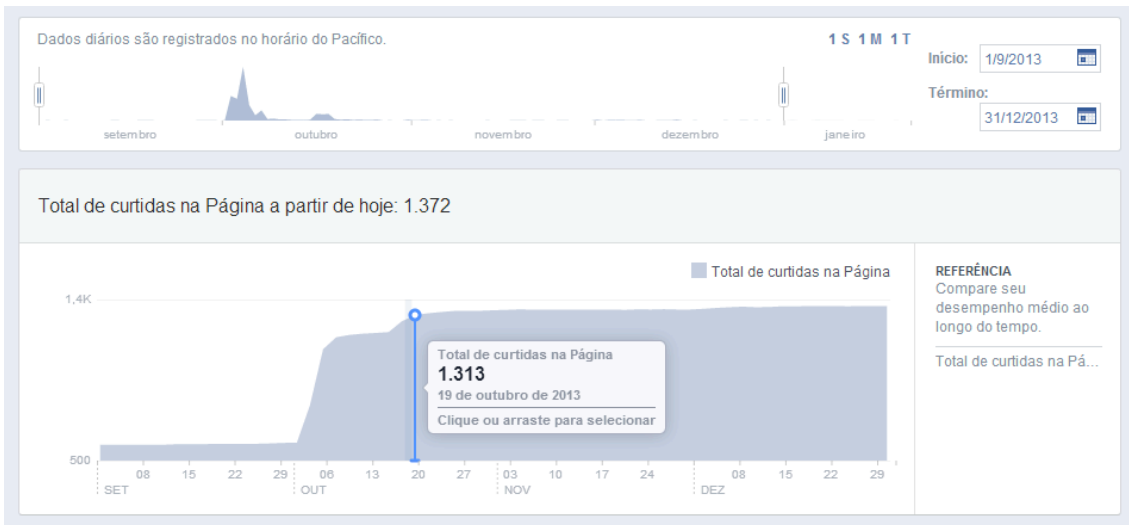 Dados diários são registrados no horário do Pacífico.
1 S 1 M 1 T
Início: 1/9/2013
Término:
31/12/2013
setembro outubro novembro dezembro janeiro
Total de curtidas na Página a partir de hoje: 1.372
Total de curtidas na Página
1,4K
Total de curtidas na Página
1.313
19 de outubro de 2013
Clique ou arraste para selecionar
500
08 15 22 29 06 13 20 27 03 10 17 24 08 15 22 29
SET OUT NOV DEZ
REFERÊNCIA
Compare seu
desempenho médio ao
longo do tempo.
Total de curtidas na Pá...